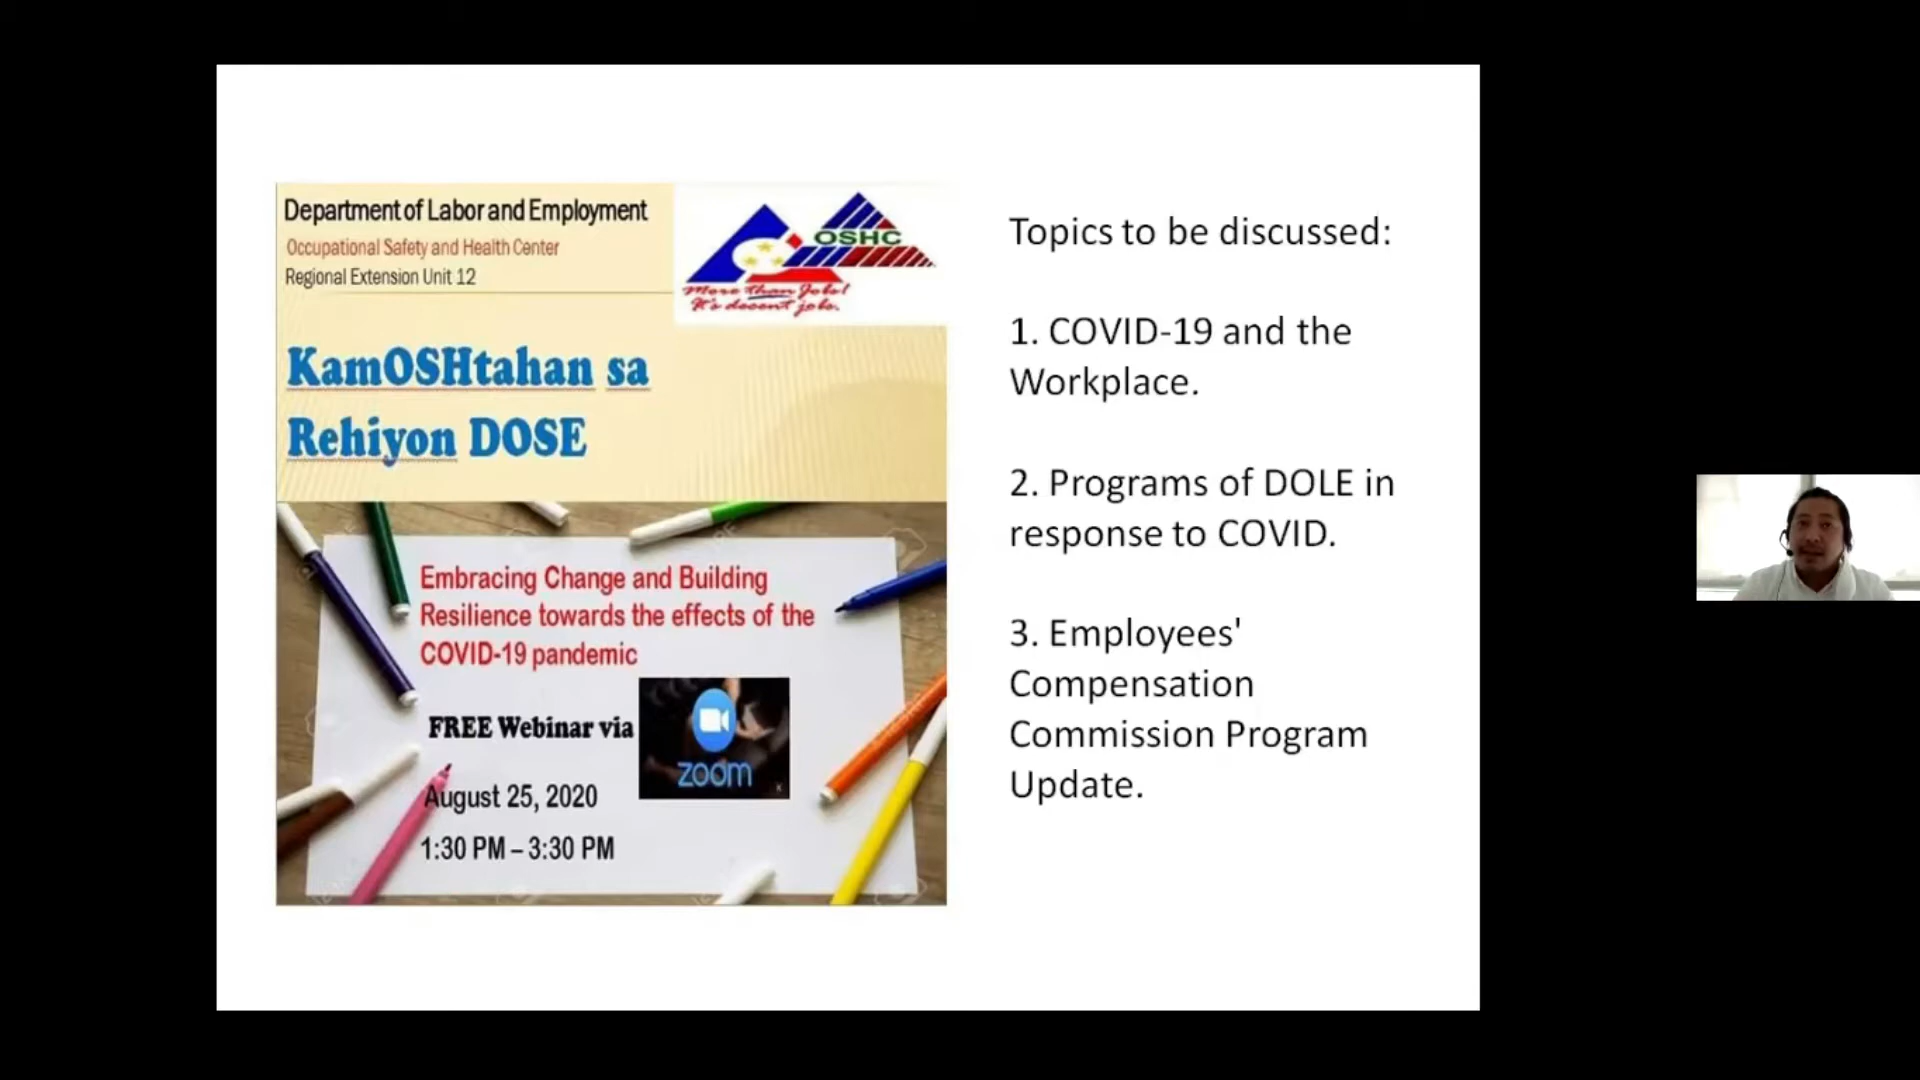 Department of Labor and Employment
Occupational Safety and Health Center
Regional Extension Unit 12
OSHC
More than Jobs!
It's decent jobs.
KamOSHtahan sa
Rehiyon DOSE
Embracing Change and Building
Resilience towards the effects of the
COVID-19 pandemic
FREE Webinar via
zoom
August 25, 2020
1:30 PM – 3:30 PM
Topics to be discussed:
1. COVID-19 and the
Workplace.
2. Programs of DOLE in
response to COVID.
3. Employees'
Compensation
Commission Program
Update.